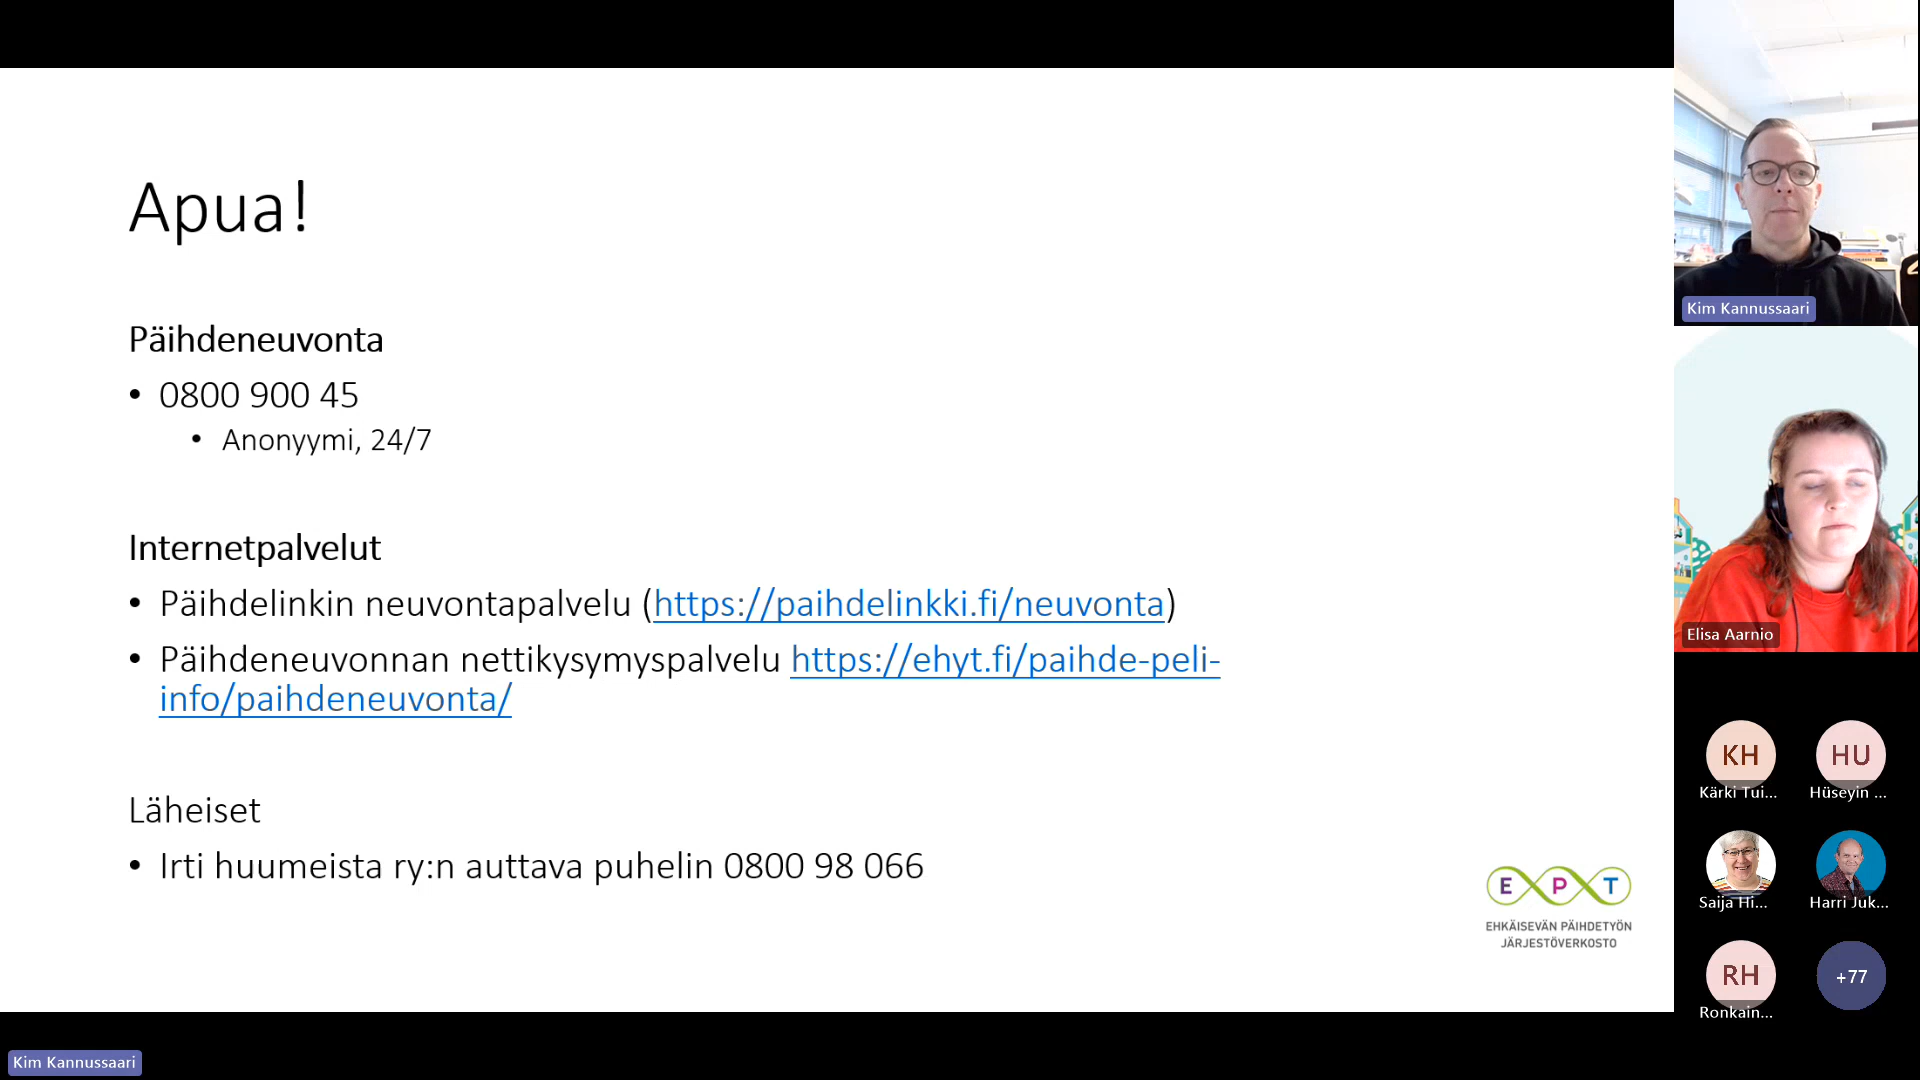 Apua!
Päihdeneuvonta
• 0800 900 45
• Anonyymi, 24/7
Internetpalvelut
• Päihdelinkin neuvontapalvelu (https://paihdelinkki.fi/neuvonta)
• Päihdeneuvonnan nettikysymyspalvelu https://ehyt.fi/paihde-peli-
info/paihdeneuvonta/
Läheiset
• Irti huumeista ry:n auttava puhelin 0800 98 066
E P T
EHKÄISEVÄN PÄIHDETYÖN
JÄRJESTÖVERKOSTO
Kim Kannussaari
Elisa Aarnio
KH
Kärki Tui...
HU
Hüseyin ...
Saija Hi...
Harri Juk...
RH
Ronkain...
+77
Kim Kannussaari